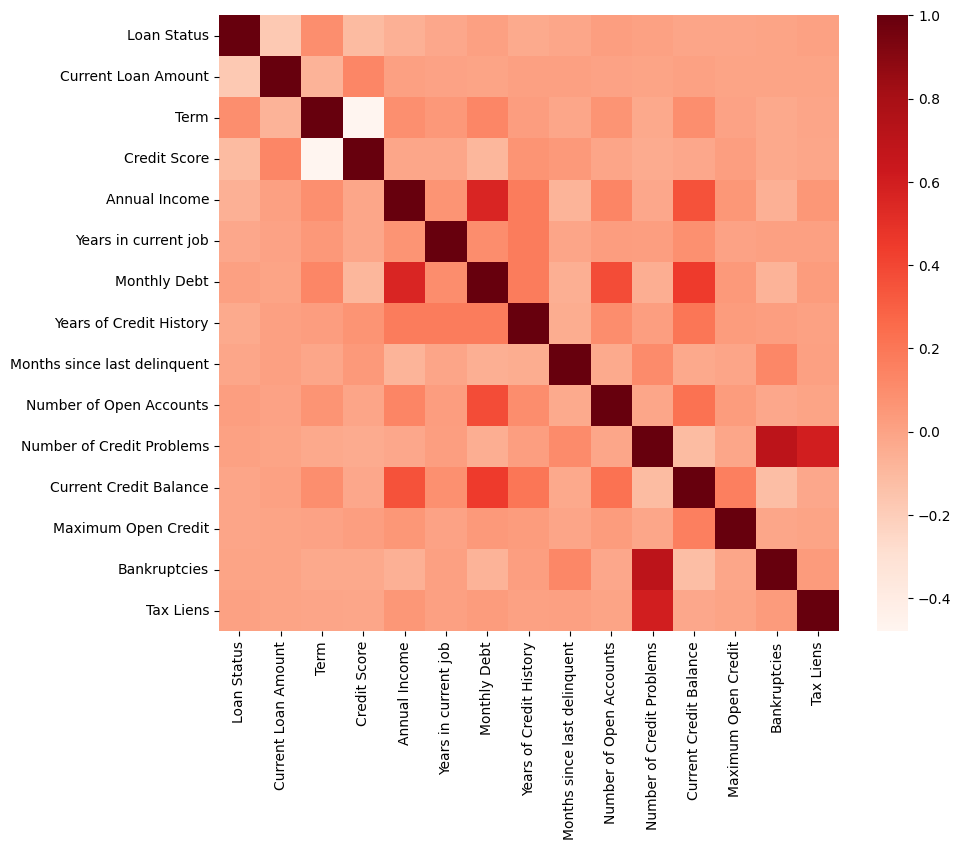 Loan Status
Current Loan Amount
Term
Credit Score
Annual Income
Years in current job
Monthly Debt
Years of Credit History
Months since last delinquent
Number of Open Accounts
Number of Credit Problems
Current Credit Balance
Maximum Open Credit
Bankruptcies
Tax Liens
Loan Status
Current Loan Amount
Term
Credit Score
Annual Income
Years in current job
Monthly Debt
Years of Credit History
Months since last delinquent
Number of Open Accounts
Number of Credit Problems
Current Credit Balance
Maximum Open Credit
Bankruptcies
Tax Liens
1.0
0.8
0.6
0.4
0.2
0.0
−0.2
−0.4